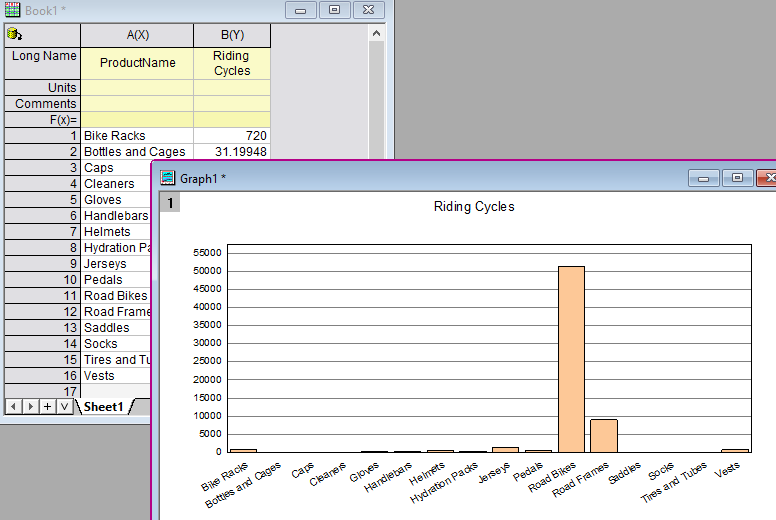 Book1 *
A(X) B(Y)
Long Name ProductName Riding Cycles
Units
Comments
F(x)=
1 Bike Racks 720
2 Bottles and Cages 31.19948
3 Caps
4 Cleaners
5 Gloves
6 Handlebars
7 Helmets
8 Hydration Pa
9 Jerseys
10 Pedals
11 Road Bikes
12 Road Frame
13 Saddles
14 Socks
15 Tires and Tu
16 Vests
17
Sheet1
Graph1 *
1
Riding Cycles
55000
50000
45000
40000
35000
30000
25000
20000
15000
10000
5000
0
Bike Racks
Bottles and Cages
Caps
Cleaners
Gloves
Handlebars
Helmets
Hydration Packs
Jerseys
Pedals
Road Bikes
Road Frames
Saddles
Socks
Tires and Tubes
Vests